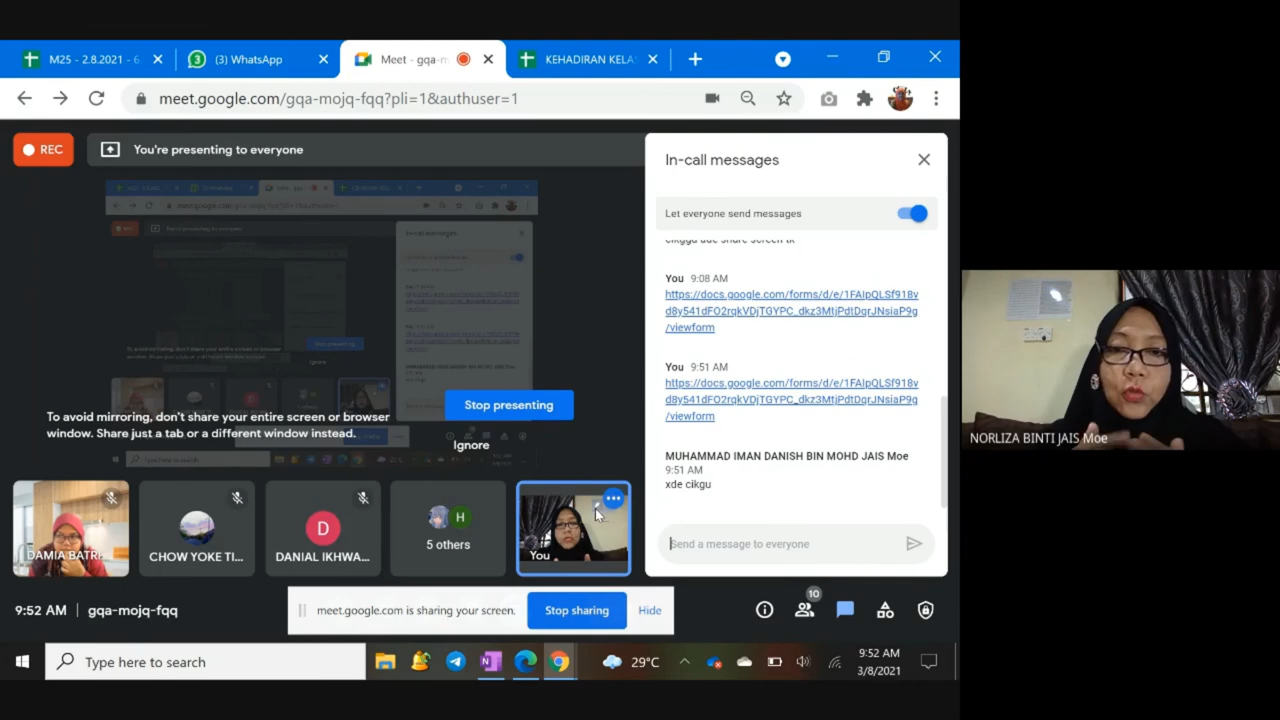 M25 - 2.8.2021 - 6
(3) WhatsApp
Meet - gqa-m
KEHADIRAN KELAS
meet.google.com/gqa-mojq-fqq?pli=1&authuser=1
REC
You're presenting to everyone
To avoid mirroring, don't share your entire screen or browser
window. Share just a tab or a different window instead.
Stop presenting
Ignore
DAMIA BATRI
CHOW YOKE TI...
D
DANIAL IKHWA...
H
5 others
You
In-call messages
Let everyone send messages
You 9:08 AM
https://docs.google.com/forms/d/e/1FAIpQLSf918v
d8y541dFO2rqkVDjTGYPC_dkz3MtjPdtDqrJNsiaP9g
/viewform
You 9:51 AM
https://docs.google.com/forms/d/e/1FAIpQLSf918v
d8y541dFO2rqkVDjTGYPC_dkz3MtjPdtDqrJNsiaP9g
/viewform
MUHAMMAD IMAN DANISH BIN MOHD JAIS Moe
9:51 AM
xde cikgu
Send a message to everyone
NORLIZA BINTI JAIS Moe
9:52 AM | gqa-mojq-fqq
meet.google.com is sharing your screen.
Stop sharing
Hide
10
Type here to search
29°C
9:52 AM
3/8/2021